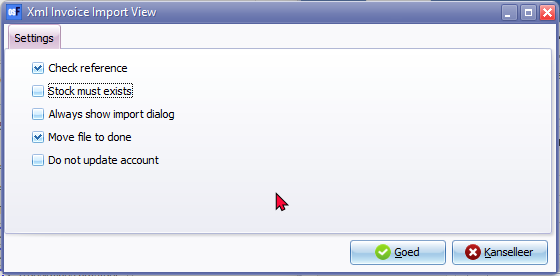 Xml Invoice Import View
Settings
Check reference
Stock must exists
Always show import dialog
Move file to done
Do not update account
Goed
Kanselleer